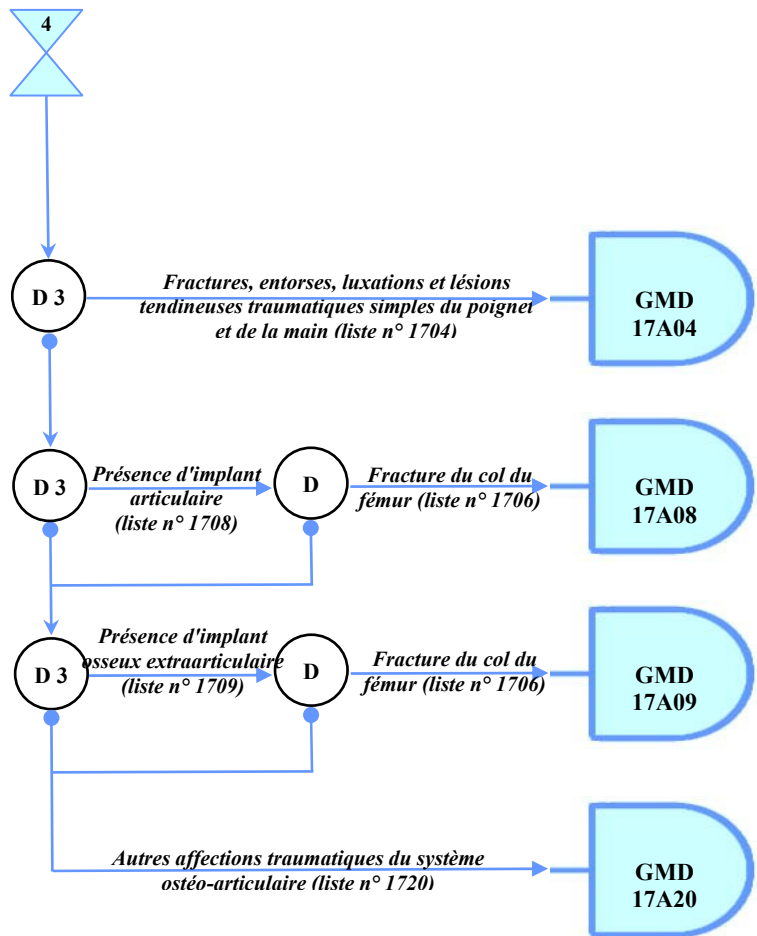 4
D 3
Fractures, entorses, luxations et lésions
tendineuses traumatiques simples du poignet
et de la main (liste n° 1704)
GMD
17A04
D 3
Présence d'implant
articulaire
(liste n° 1708)
D
Fracture du col du
fémur (liste n° 1706)
GMD
17A08
D 3
Présence d'implant
osseux extraarticulaire
(liste n° 1709)
D
Fracture du col du
fémur (liste n° 1706)
GMD
17A09
Autres affections traumatiques du système
ostéo-articulaire (liste n° 1720)
GMD
17A20